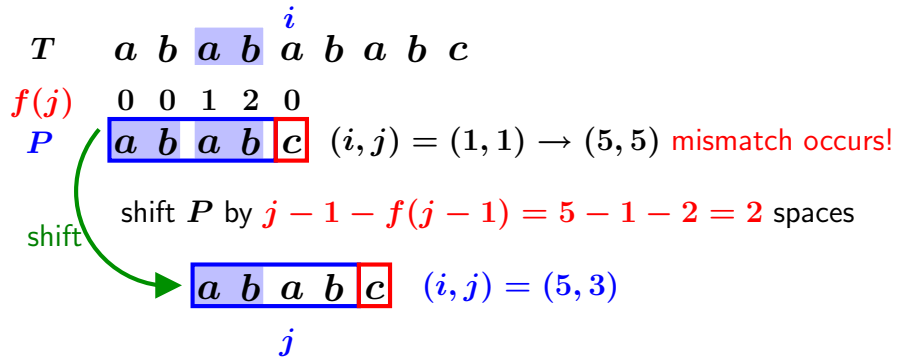 i
T a b a b a b a b c
f(j) 0 0 1 2 0
P a b a b c (i, j) = (1, 1) → (5, 5) mismatch occurs!
shift P by j − 1 − f(j − 1) = 5 − 1 − 2 = 2 spaces
shift
a b a b c (i, j) = (5, 3)
j